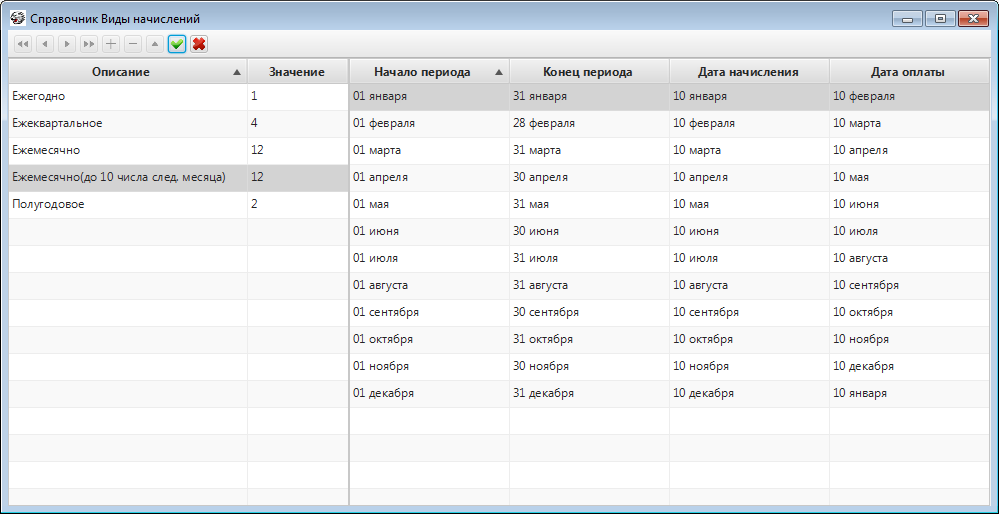 Справочник Виды начислений
Описание Значение Начало периода Конец периода Дата начисления Дата оплаты
Ежегодно 1 01 января 31 января 10 января 10 февраля
Ежеквартальное 4 01 февраля 28 февраля 10 февраля 10 марта
Ежемесячно 12 01 марта 31 марта 10 марта 10 апреля
Ежемесячно(до 10 числа след. месяца) 12 01 апреля 30 апреля 10 апреля 10 мая
Полугодовое 2 01 мая 31 мая 10 мая 10 июня
01 июня 30 июня 10 июня 10 июля
01 июля 31 июля 10 июля 10 августа
01 августа 31 августа 10 августа 10 сентября
01 сентября 30 сентября 10 сентября 10 октября
01 октября 31 октября 10 октября 10 ноября
01 ноября 30 ноября 10 ноября 10 декабря
01 декабря 31 декабря 10 декабря 10 января